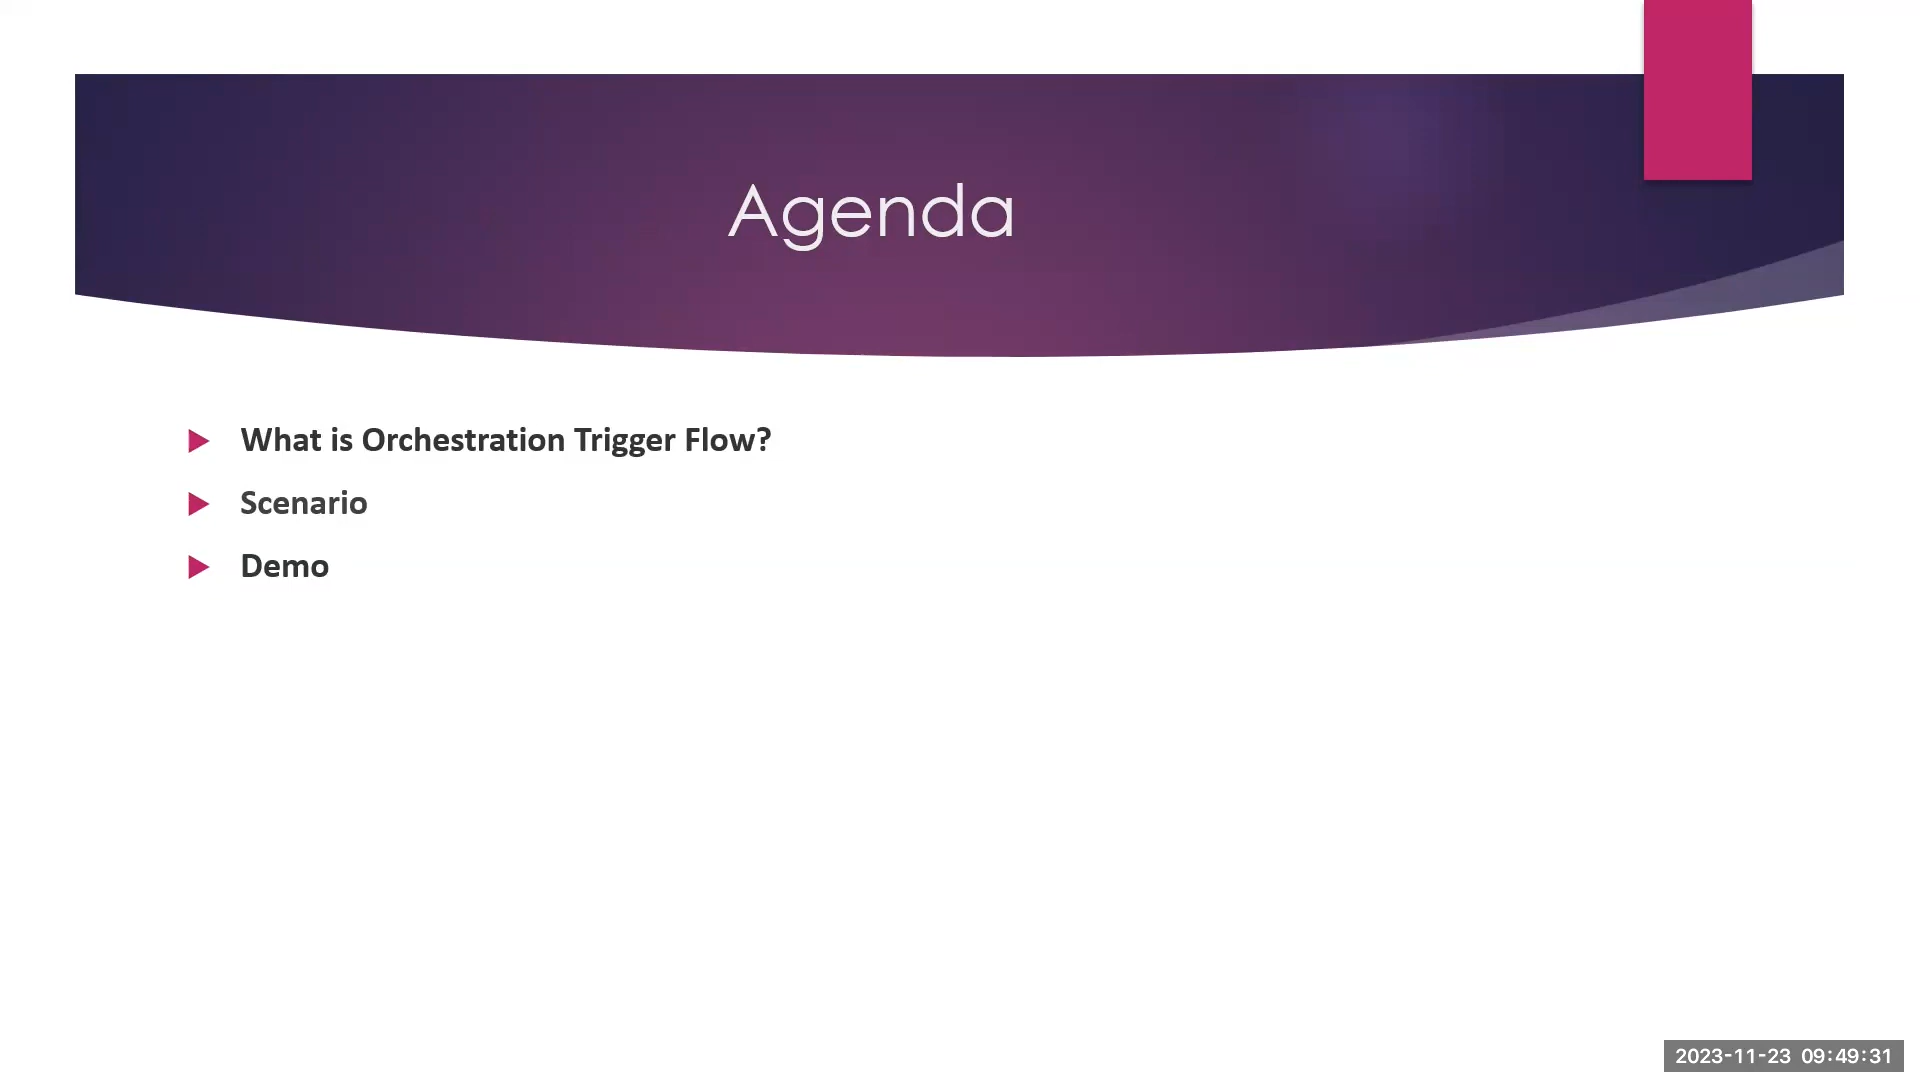 Agenda
What is Orchestration Trigger Flow?
Scenario
Demo
2023-11-23 09:49:31